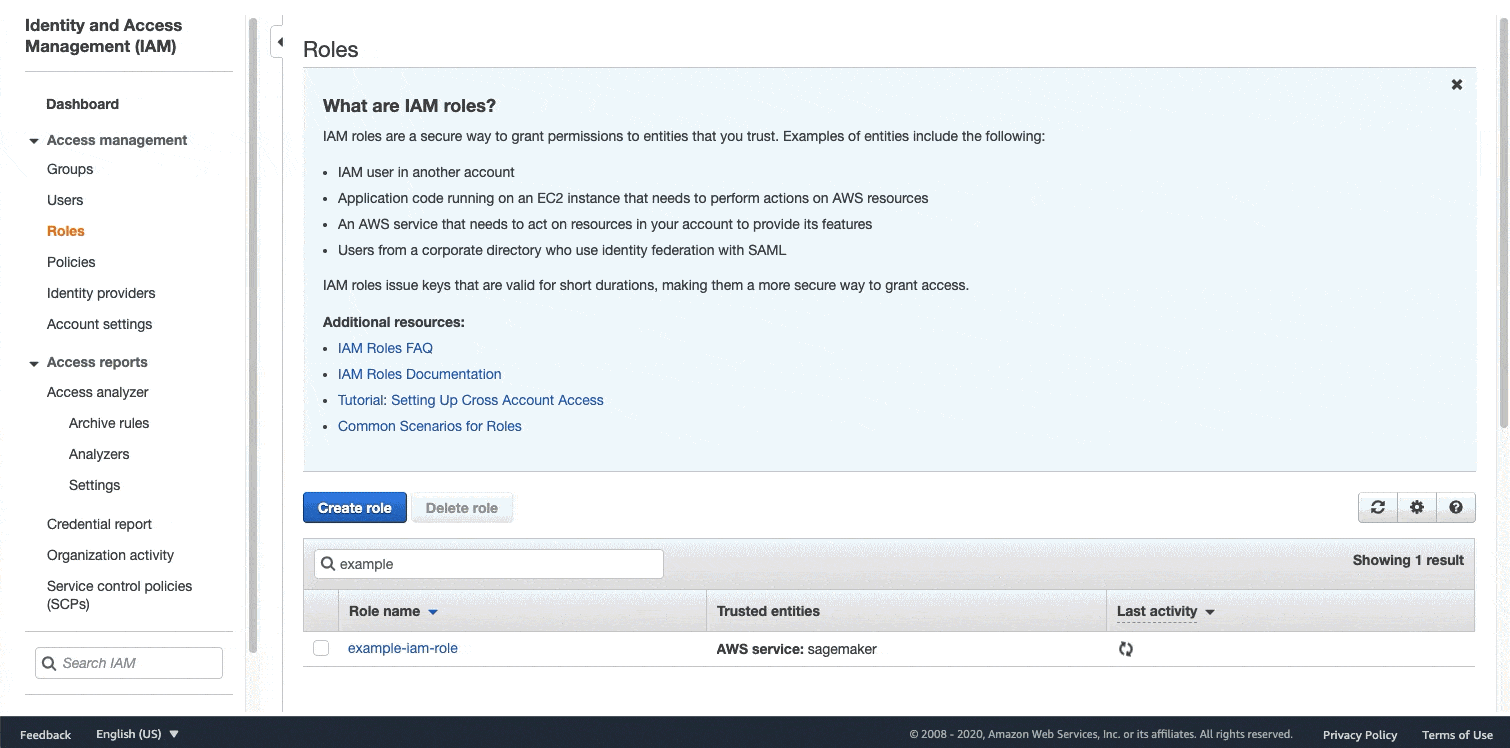 Identity and Access
Management (IAM)
Dashboard
Access management
Groups
Users
Roles
Policies
Identity providers
Account settings
Access reports
Access analyzer
Archive rules
Analyzers
Settings
Credential report
Organization activity
Service control policies
(SCPs)
Search IAM
Roles
What are IAM roles?
IAM roles are a secure way to grant permissions to entities that you trust. Examples of entities include the following:
• IAM user in another account
• Application code running on an EC2 instance that needs to perform actions on AWS resources
• An AWS service that needs to act on resources in your account to provide its features
• Users from a corporate directory who use identity federation with SAML
IAM roles issue keys that are valid for short durations, making them a more secure way to grant access.
Additional resources:
• IAM Roles FAQ
• IAM Roles Documentation
• Tutorial: Setting Up Cross Account Access
• Common Scenarios for Roles
Create role Delete role
example Showing 1 result
Role name Trusted entities Last activity
example-iam-role AWS service: sagemaker
Feedback English (US) © 2008 - 2020, Amazon Web Services, Inc. or its affiliates. All rights reserved. Privacy Policy Terms of Use